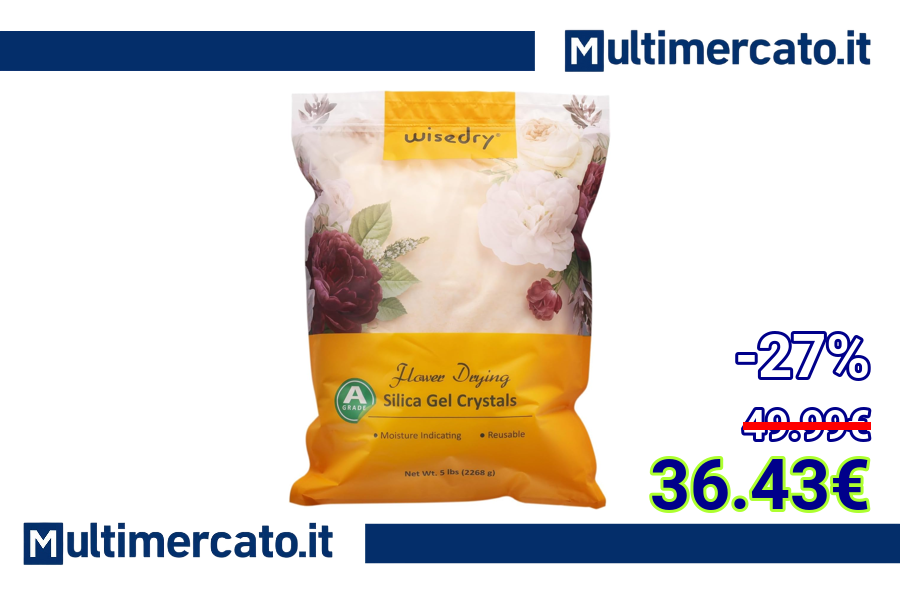 Multimercato.it
wisedry®
Flower Drying
A
GRADE
Silica Gel Crystals
• Moisture Indicating • Reusable
Net Wt. 5 lbs (2268 g)
-27%
49.99€
36.43€
Multimercato.it